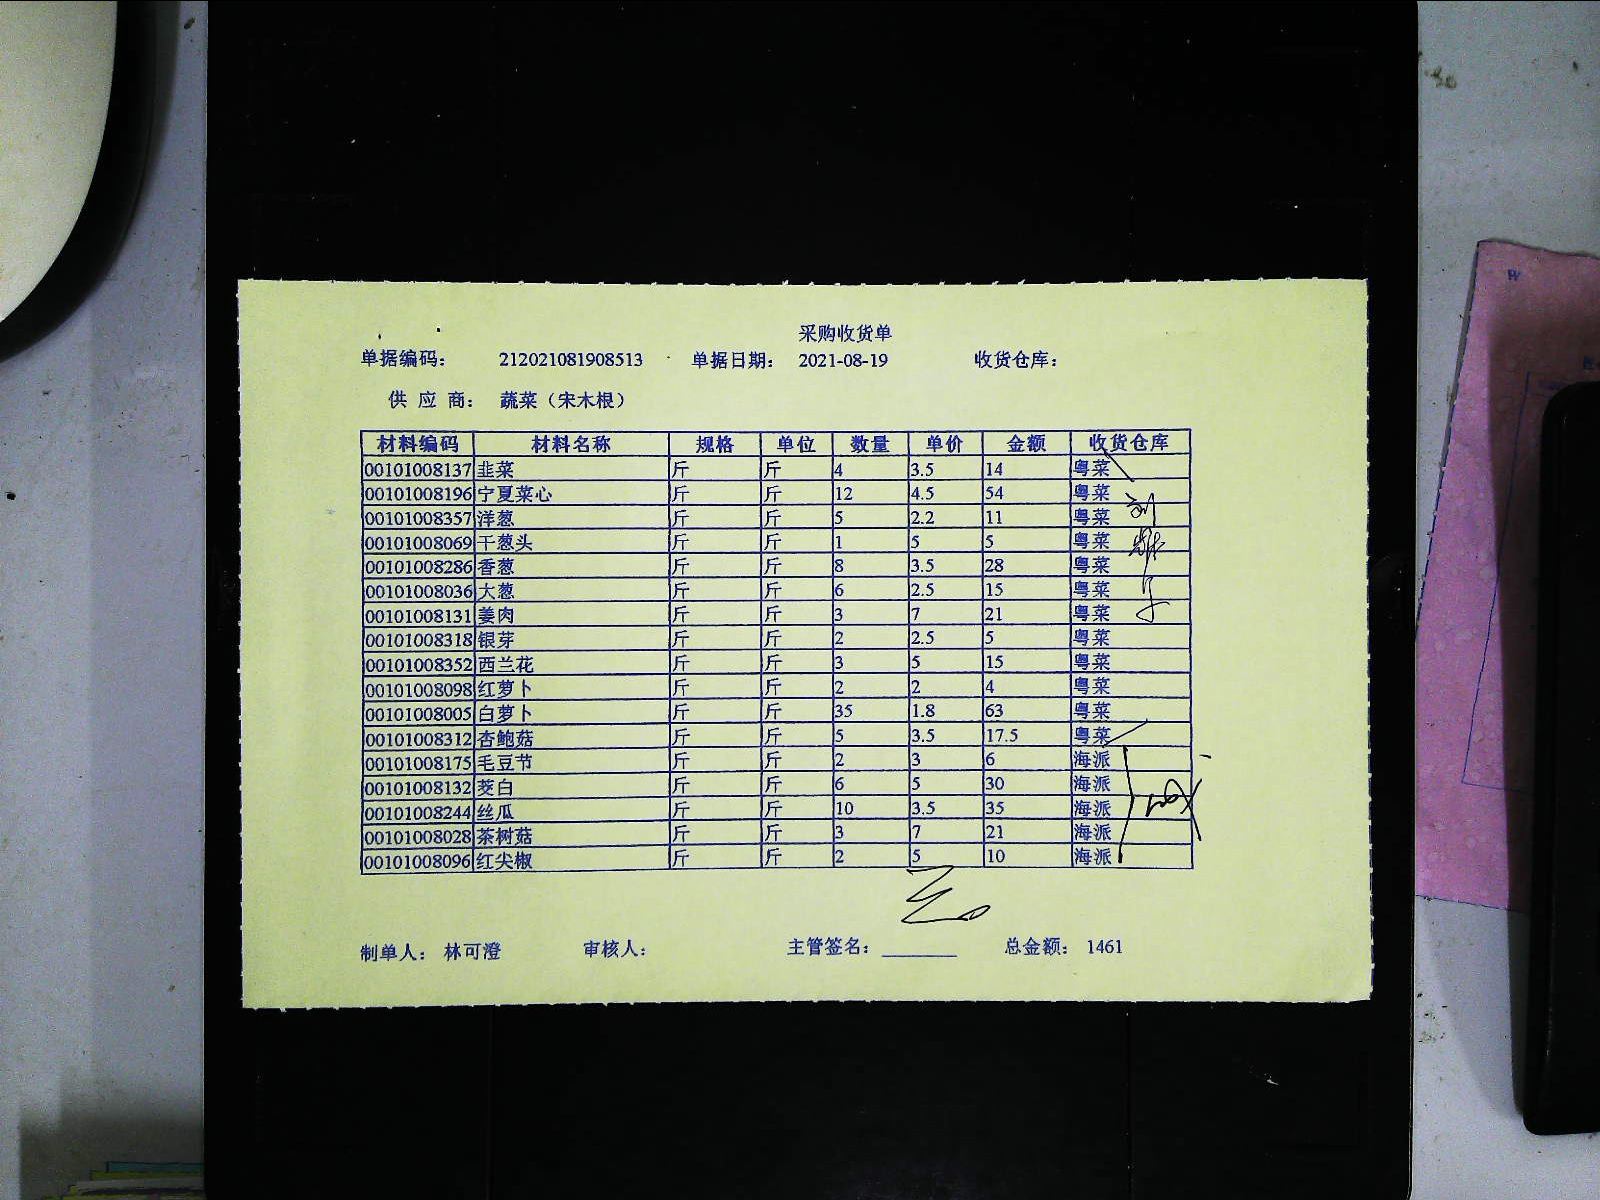 采购收货单
单据编码： 212021081908513 单据日期： 2021-08-19 收货仓库：
供 应 商： 蔬菜（宋木根）
材料编码 材料名称 规格 单位 数量 单价 金额 收货仓库
00101008137 韭菜 斤 斤 4 3.5 14 粤菜
00101008196 宁夏菜心 斤 斤 12 4.5 54 粤菜
00101008357 洋葱 斤 斤 5 2.2 11 粤菜
00101008069 干葱头 斤 斤 1 5 5 粤菜
00101008286 香葱 斤 斤 8 3.5 28 粤菜
00101008036 大葱 斤 斤 6 2.5 15 粤菜
00101008131 姜肉 斤 斤 3 7 21 粤菜
00101008318 银芽 斤 斤 2 2.5 5 粤菜
00101008352 西兰花 斤 斤 3 5 15 粤菜
00101008098 红萝卜 斤 斤 2 2 4 粤菜
00101008005 白萝卜 斤 斤 35 1.8 63 粤菜
00101008312 杏鲍菇 斤 斤 5 3.5 17.5 粤菜
00101008175 毛豆节 斤 斤 2 3 6 海派
00101008132 茭白 斤 斤 6 5 30 海派
00101008244 丝瓜 斤 斤 10 3.5 35 海派
00101008028 茶树菇 斤 斤 3 7 21 海派
00101008096 红尖椒 斤 斤 2 5 10 海派
制单人： 林可澄 审核人： 主管签名： 总金额： 1461